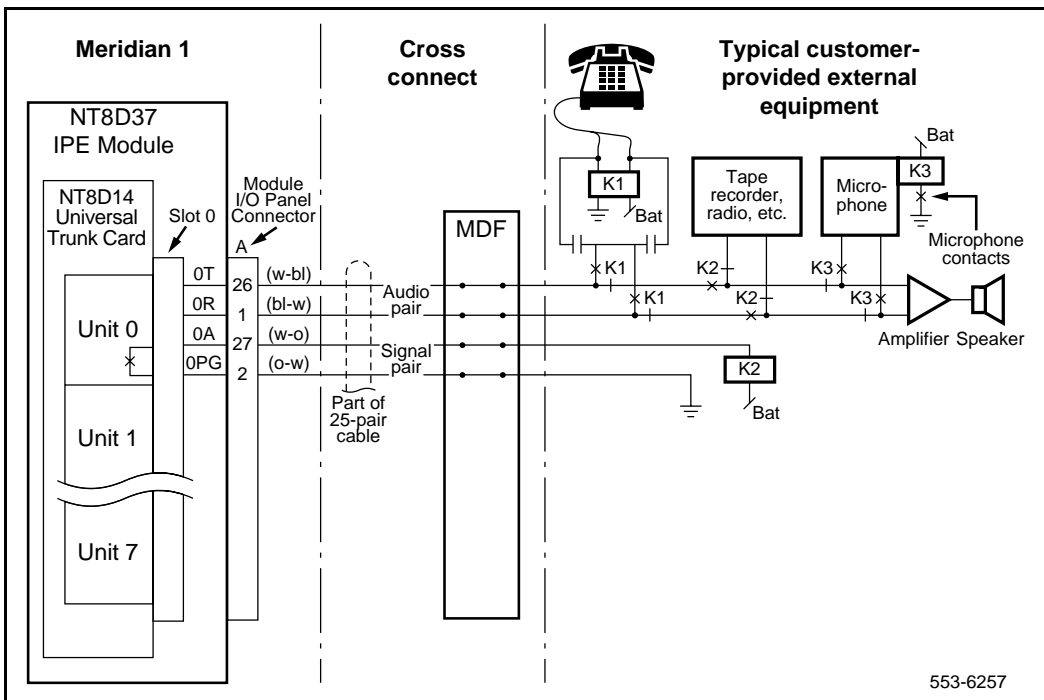 Meridian 1
Cross
connect
Typical customer-
provided external
equipment
NT8D37
IPE Module
NT8D14
Universal
Trunk Card
Slot 0
Module
I/O Panel
Connector
A
MDF
K1
Bat
Tape
recorder,
radio, etc.
Micro-
phone
Bat
K3
Microphone
contacts
Unit 0
0T
26
(w-bl)
0R
1
(bl-w)
0A
27
(w-o)
0PG
2
(o-w)
Audio
pair
Signal
pair
K1
K1
K2
K2
K3
K3
Amplifier
Speaker
K2
Bat
Part of
25-pair
cable
Unit 1
Unit 7
553-6257